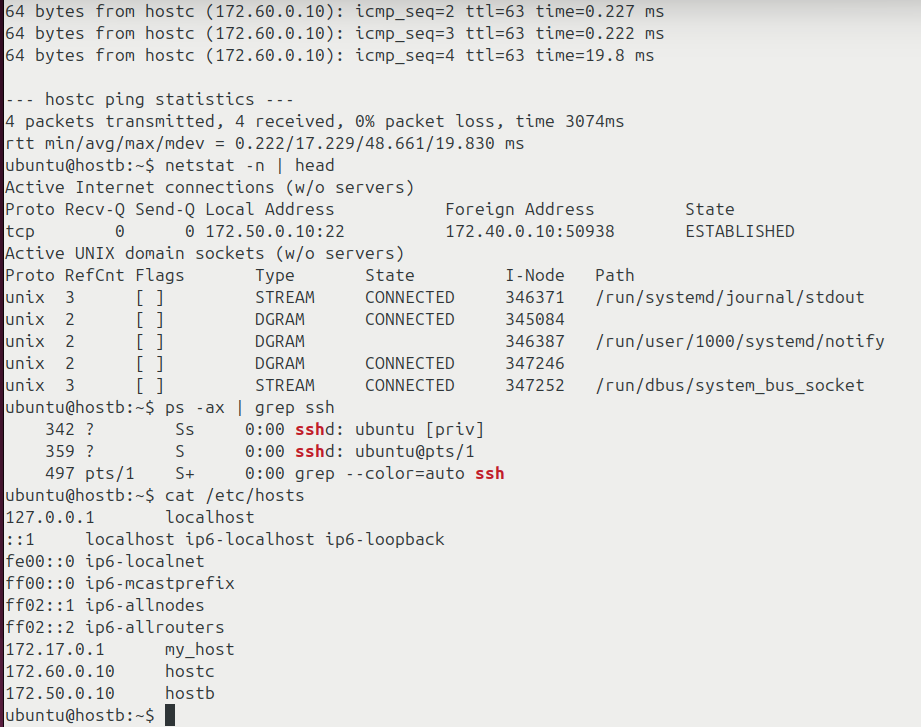 64 bytes from hostc (172.60.0.10): icmp_seq=2 ttl=63 time=0.227 ms
64 bytes from hostc (172.60.0.10): icmp_seq=3 ttl=63 time=0.222 ms
64 bytes from hostc (172.60.0.10): icmp_seq=4 ttl=63 time=19.8 ms

--- hostc ping statistics ---
4 packets transmitted, 4 received, 0% packet loss, time 3074ms
rtt min/avg/max/mdev = 0.222/17.229/48.661/19.830 ms
ubuntu@hostb:~$ netstat -n | head
Active Internet connections (w/o servers)
Proto Recv-Q Send-Q Local Address           Foreign Address         State
tcp        0      0 172.50.0.10:22          172.40.0.10:50938       ESTABLISHED
Active UNIX domain sockets (w/o servers)
Proto RefCnt Flags       Type       State         I-Node   Path
unix  3      [ ]         STREAM     CONNECTED     346371   /run/systemd/journal/stdout
unix  2      [ ]         DGRAM      CONNECTED     345084
unix  2      [ ]         DGRAM                    346387   /run/user/1000/systemd/notify
unix  2      [ ]         DGRAM      CONNECTED     347246
unix  3      [ ]         STREAM     CONNECTED     347252   /run/dbus/system_bus_socket
ubuntu@hostb:~$ ps -ax | grep ssh
    342 ?        Ss     0:00 sshd: ubuntu [priv]
    359 ?        S      0:00 sshd: ubuntu@pts/1
    497 pts/1    S+     0:00 grep --color=auto ssh
ubuntu@hostb:~$ cat /etc/hosts
127.0.0.1       localhost
::1     localhost ip6-localhost ip6-loopback
fe00::0 ip6-localnet
ff00::0 ip6-mcastprefix
ff02::1 ip6-allnodes
ff02::2 ip6-allrouters
172.17.0.1      my_host
172.60.0.10     hostc
172.50.0.10     hostb
ubuntu@hostb:~$